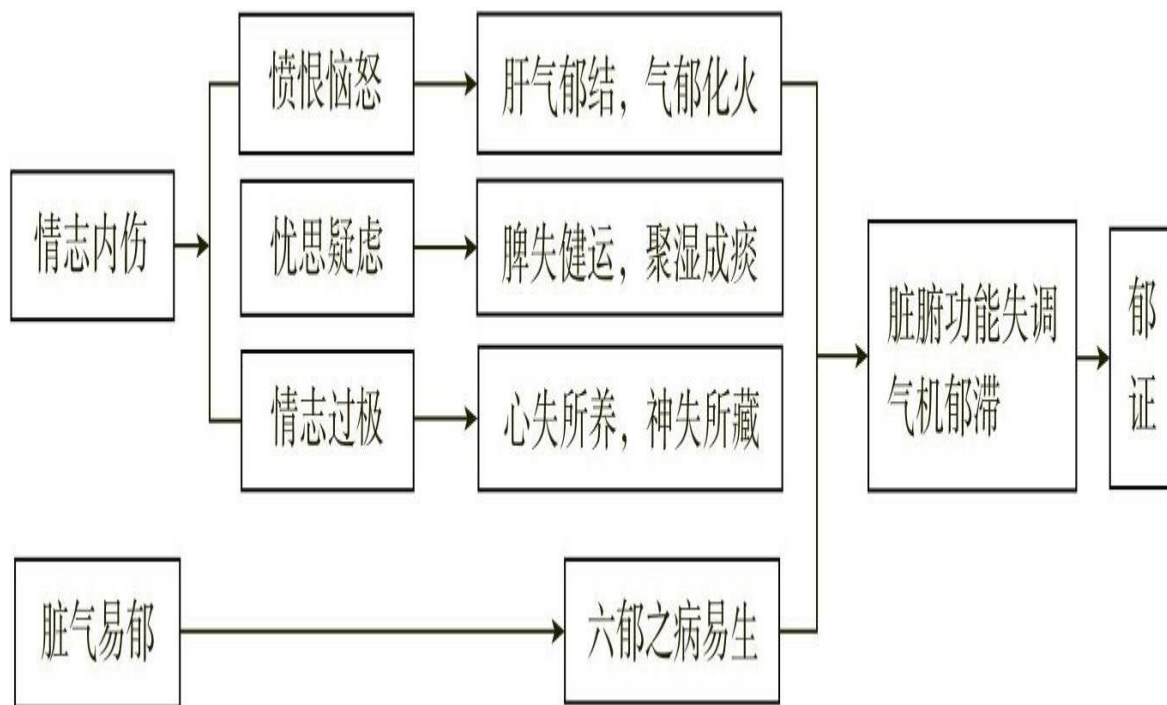 情志内伤
愤恨恼怒
肝气郁结，气郁化火
忧思疑虑
脾失健运，聚湿成痰
情志过极
心失所养，神失所藏
脏气易郁
六郁之病易生
脏腑功能失调
气机郁滞
郁
证